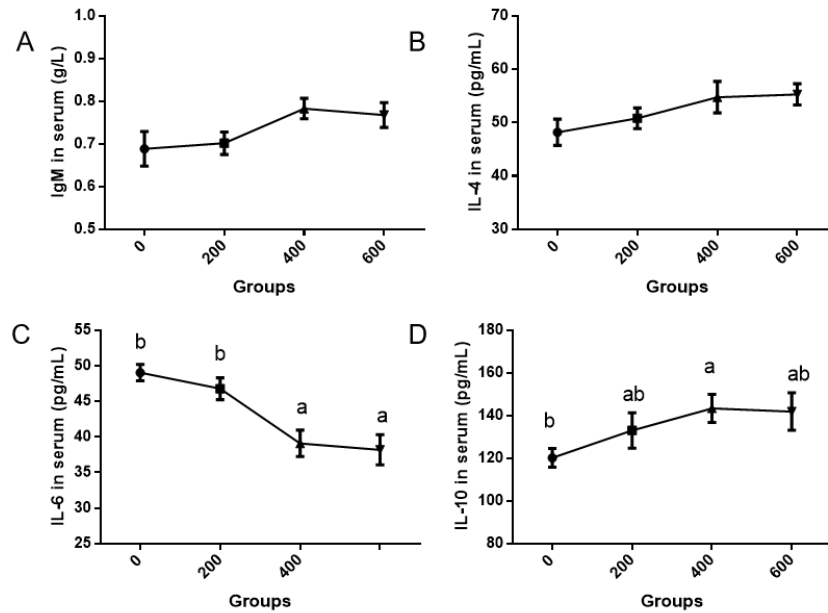 A
IgM in serum (g/L)
1.0
0.9
0.8
0.7
0.6
0.5
0
200
400
600
Groups
B
IL-4 in serum (pg/mL)
70
60
50
40
30
0
200
400
600
Groups
C
IL-6 in serum (pg/mL)
55
50
45
40
35
30
25
b
b
a
a
0
200
400
600
Groups
D
IL-10 in serum (pg/mL)
180
160
140
120
100
80
b
ab
a
ab
0
200
400
600
Groups